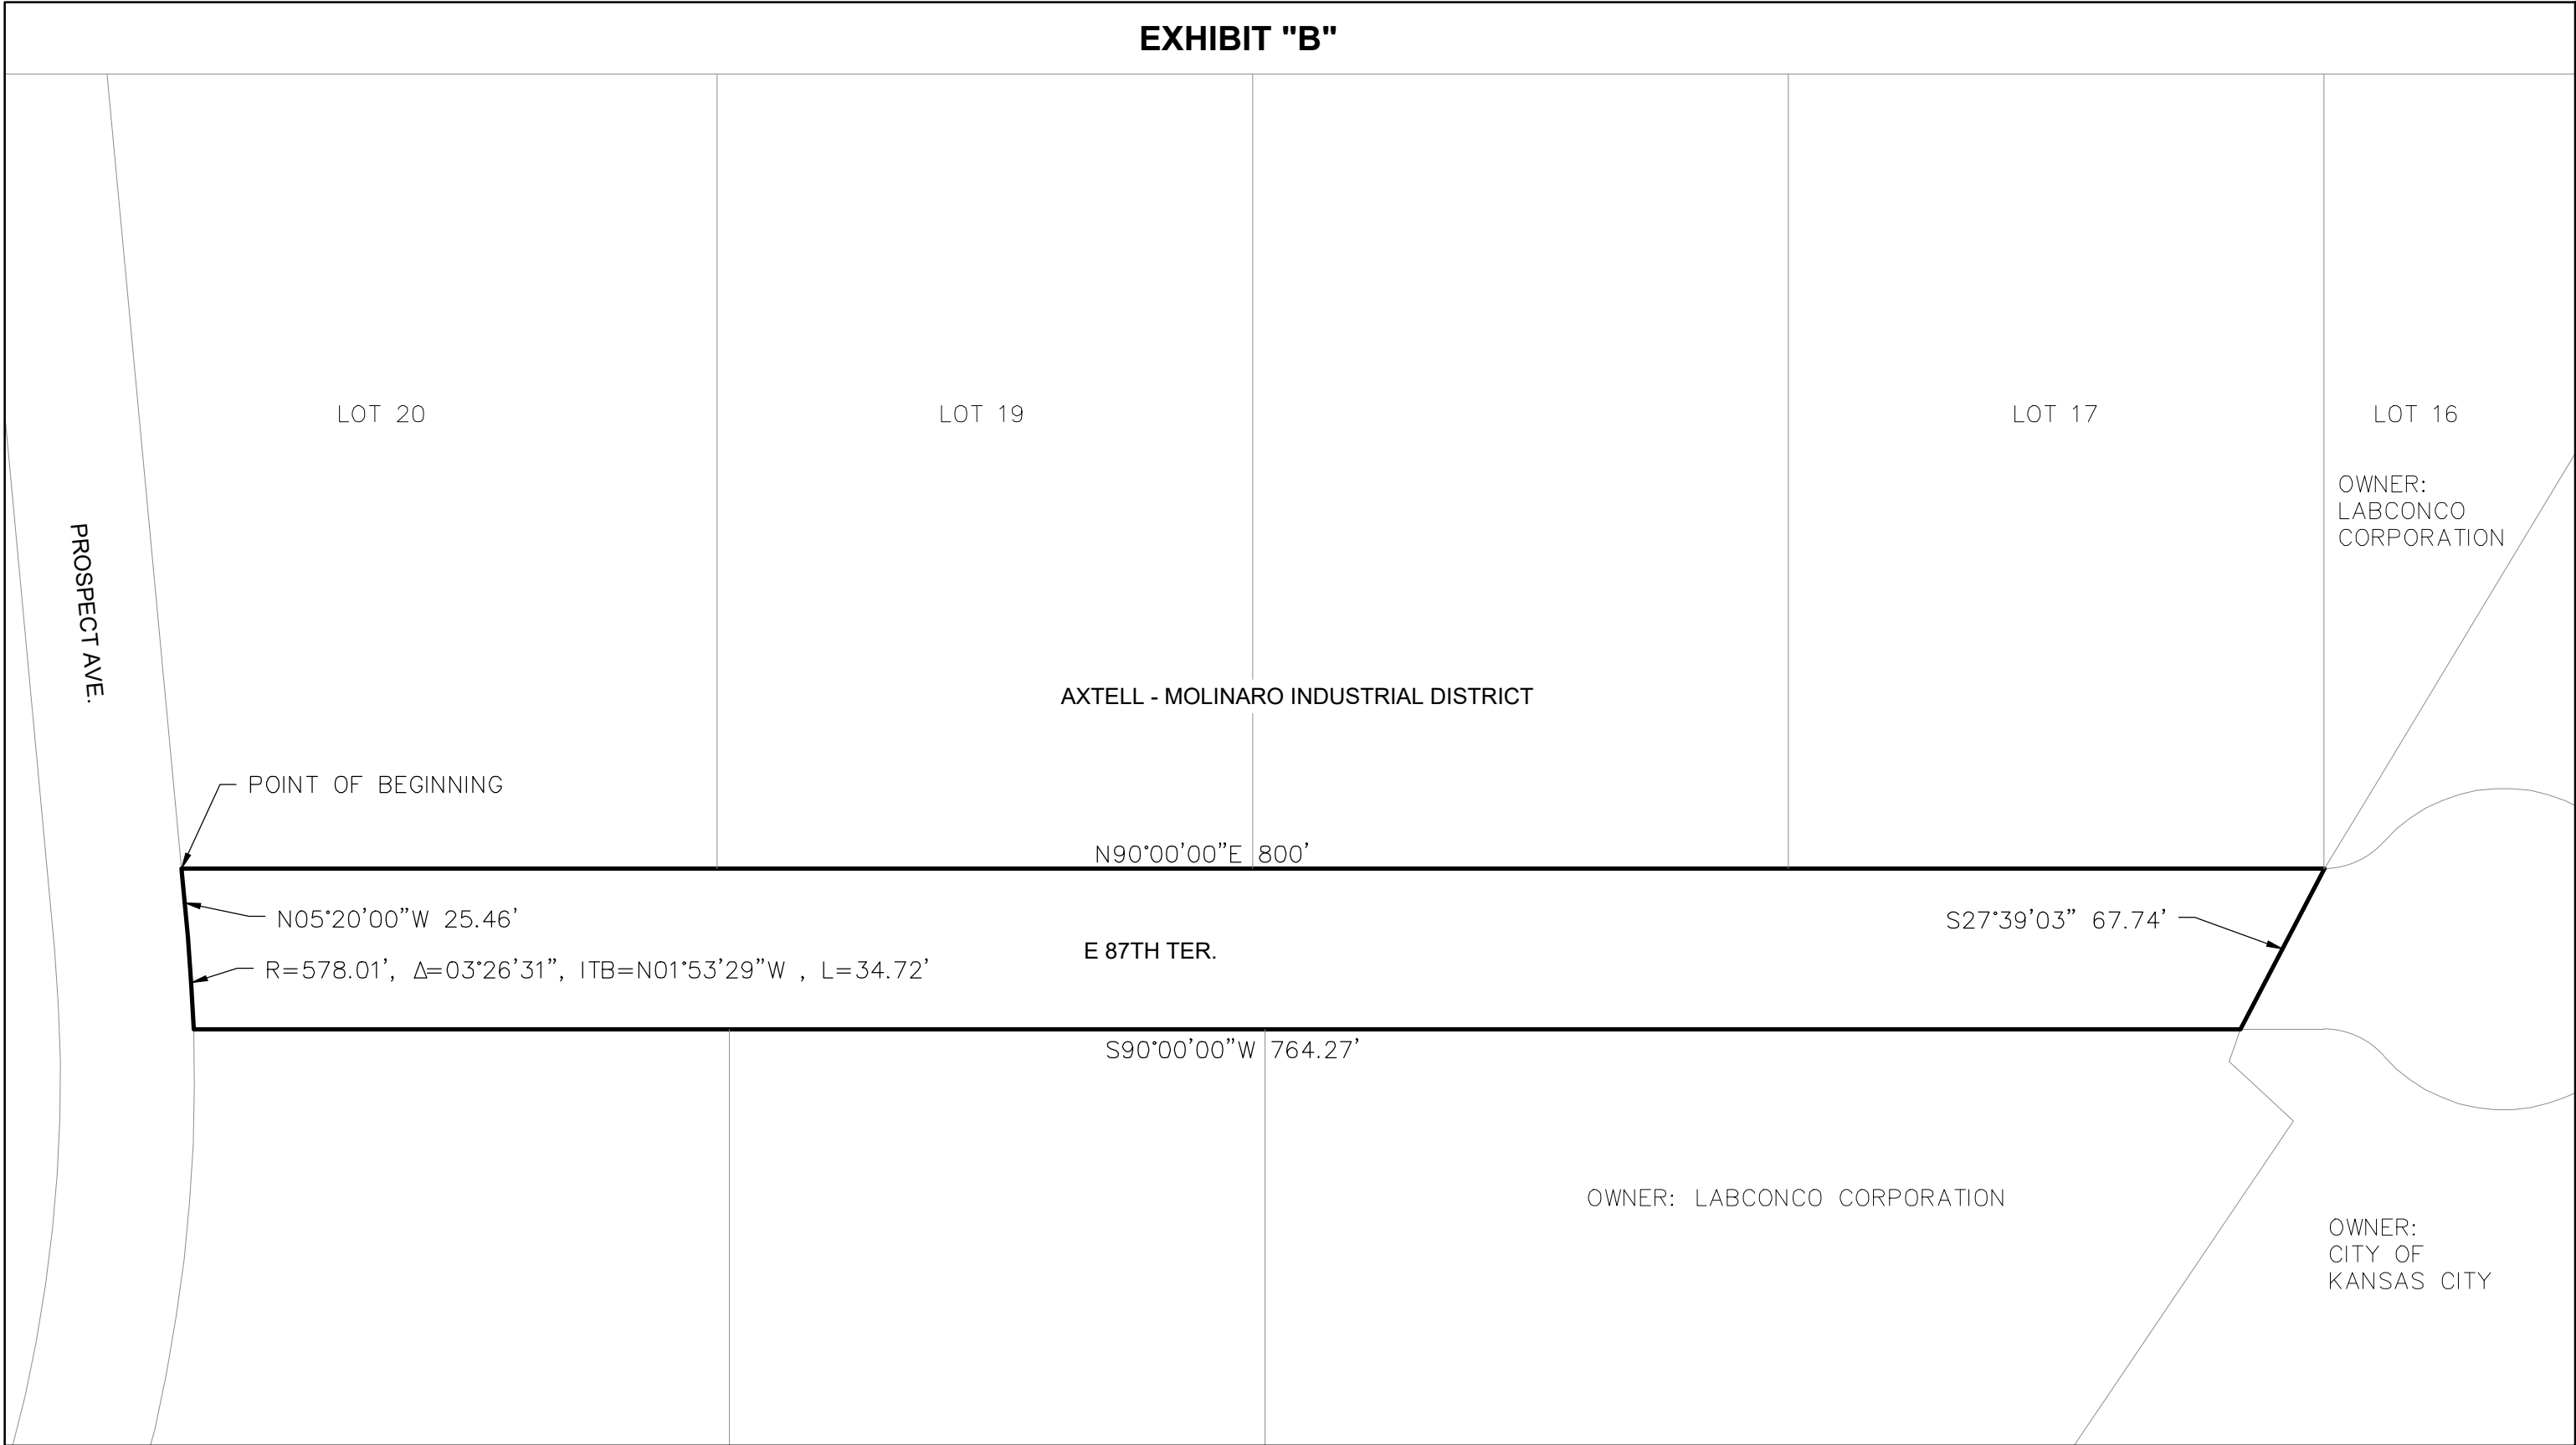 EXHIBIT "B"
LOT 20
LOT 19
LOT 17
LOT 16
OWNER:
LABCONCO
CORPORATION
PROSPECT AVE.
AXTELL - MOLINARO INDUSTRIAL DISTRICT
POINT OF BEGINNING
N90°00'00"E 800'
N05°20'00"W 25.46'
S27°39'03" 67.74'
E 87TH TER.
R=578.01', Δ=03°26'31", ITB=N01°53'29"W , L=34.72'
S90°00'00"W 764.27'
OWNER: LABCONCO CORPORATION
OWNER:
CITY OF
KANSAS CITY